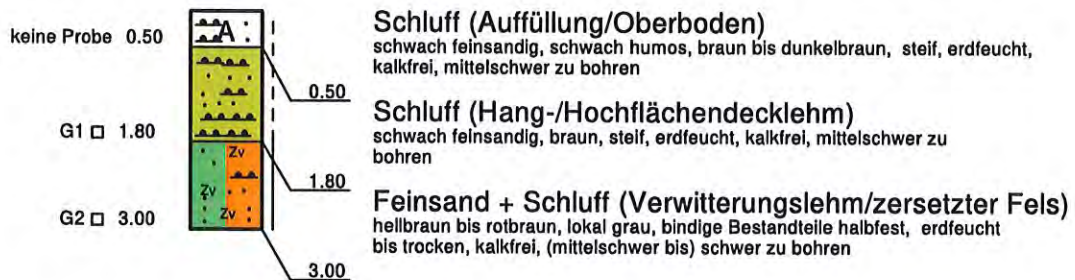 Schluff (Auffüllung/Oberboden)
keine Probe 0.50
A
schwach feinsandig, schwach humos, braun bis dunkelbraun, steif, erdfeucht,
kalkfrei, mittelschwer zu bohren
0.50
Schluff (Hang-/Hochflächendecklehm)
G1 1.80
schwach feinsandig, braun, steif, erdfeucht, kalkfrei, mittelschwer zu
bohren
Zv
1.80
Zv
Feinsand + Schluff (Verwitterungslehm/zersetzter Fels)
G2 3.00
Zv
hellbraun bis rotbraun, lokal grau, bindige Bestandteile halbfest, erdfeucht
bis trocken, kalkfrei, (mittelschwer bis) schwer zu bohren
3.00